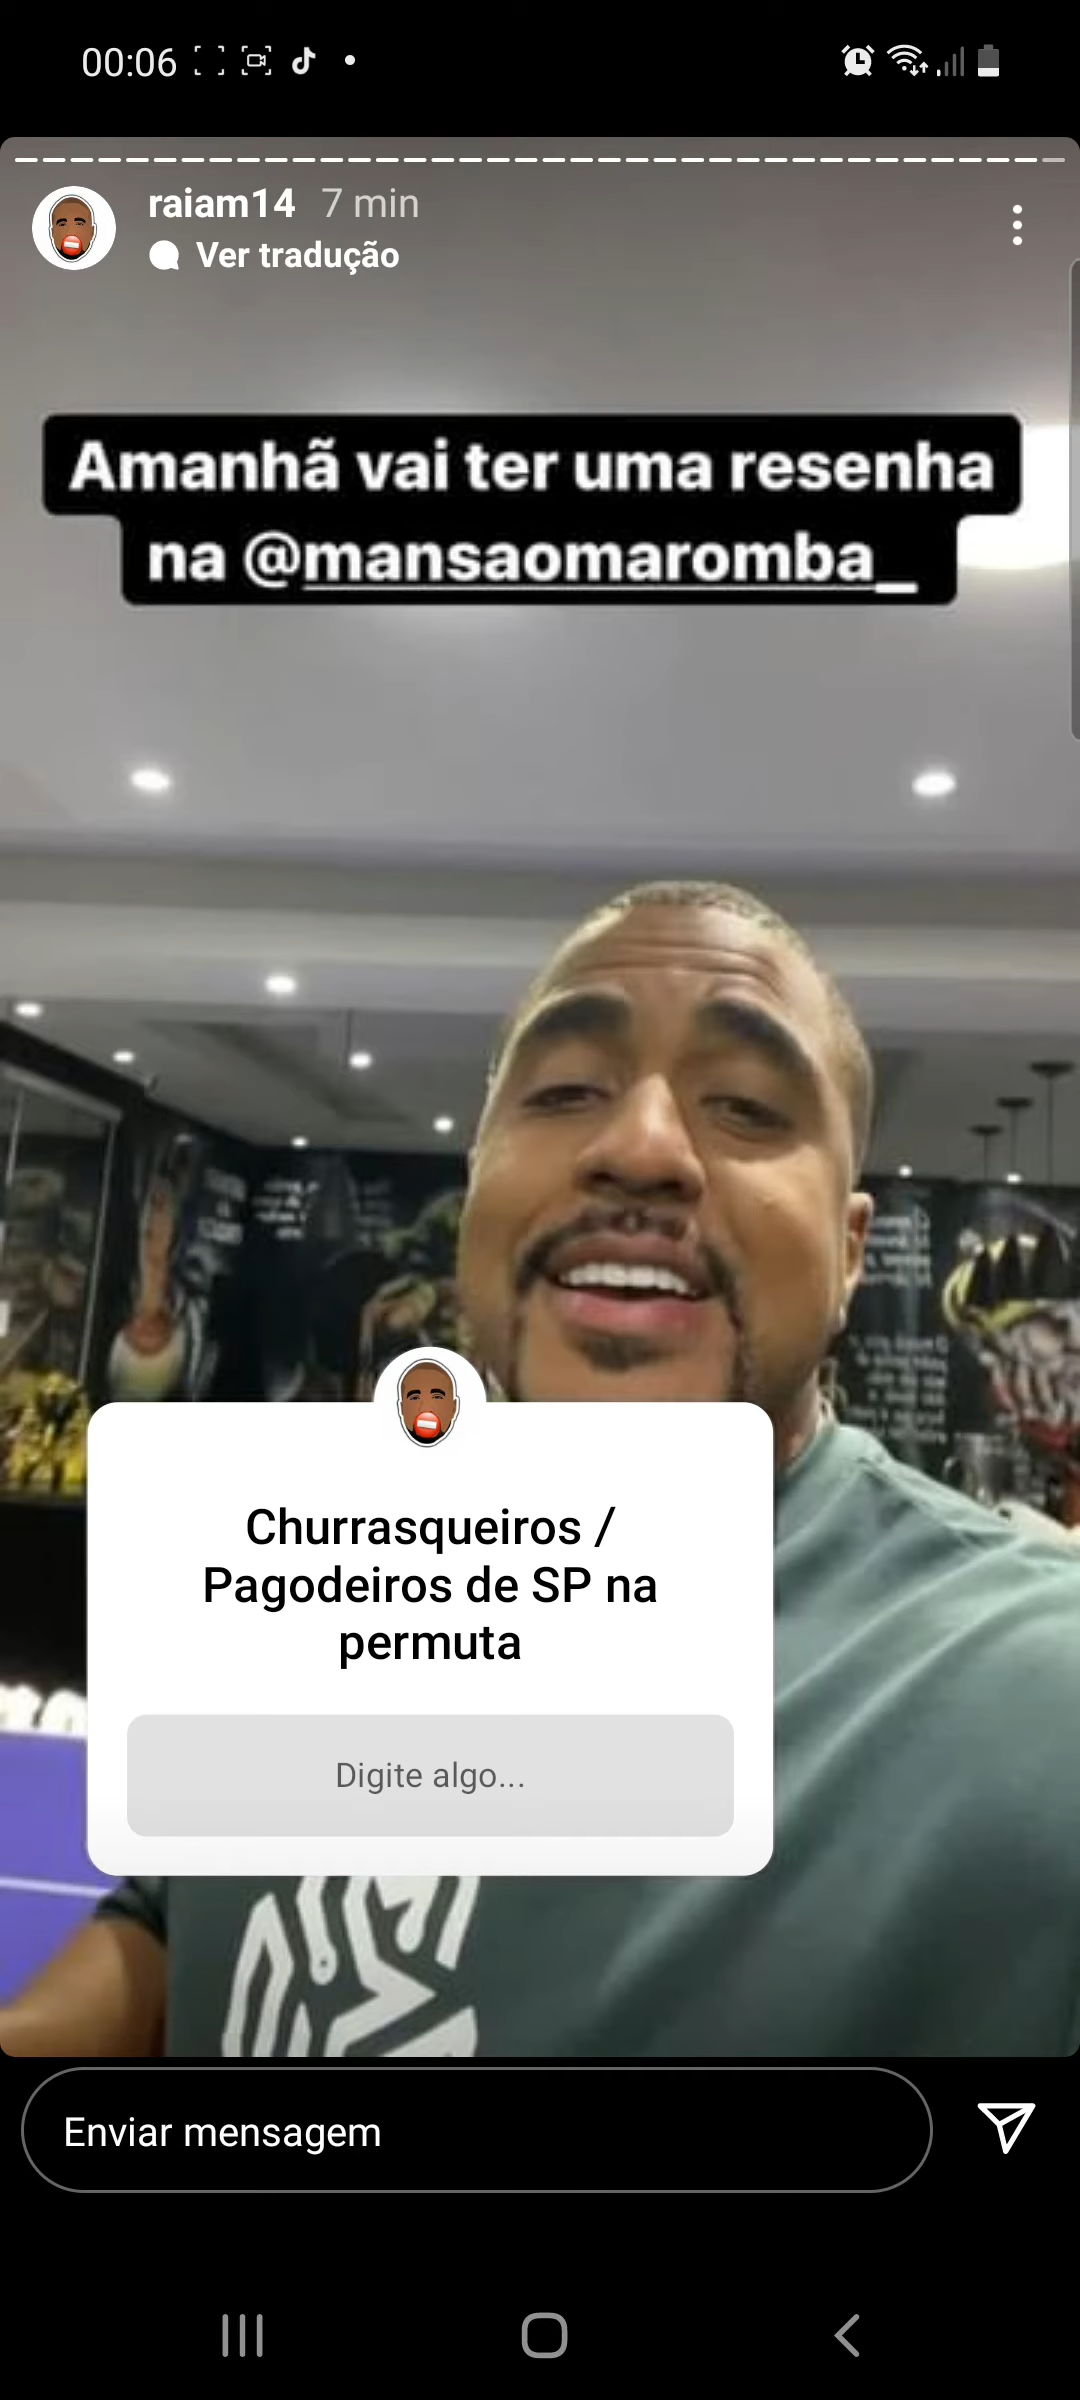 00:06
raiam14 7 min
Ver tradução
Amanhã vai ter uma resenha
na @mansaomaromba_
Churrasqueiros /
Pagodeiros de SP na
permuta
Digite algo...
Enviar mensagem